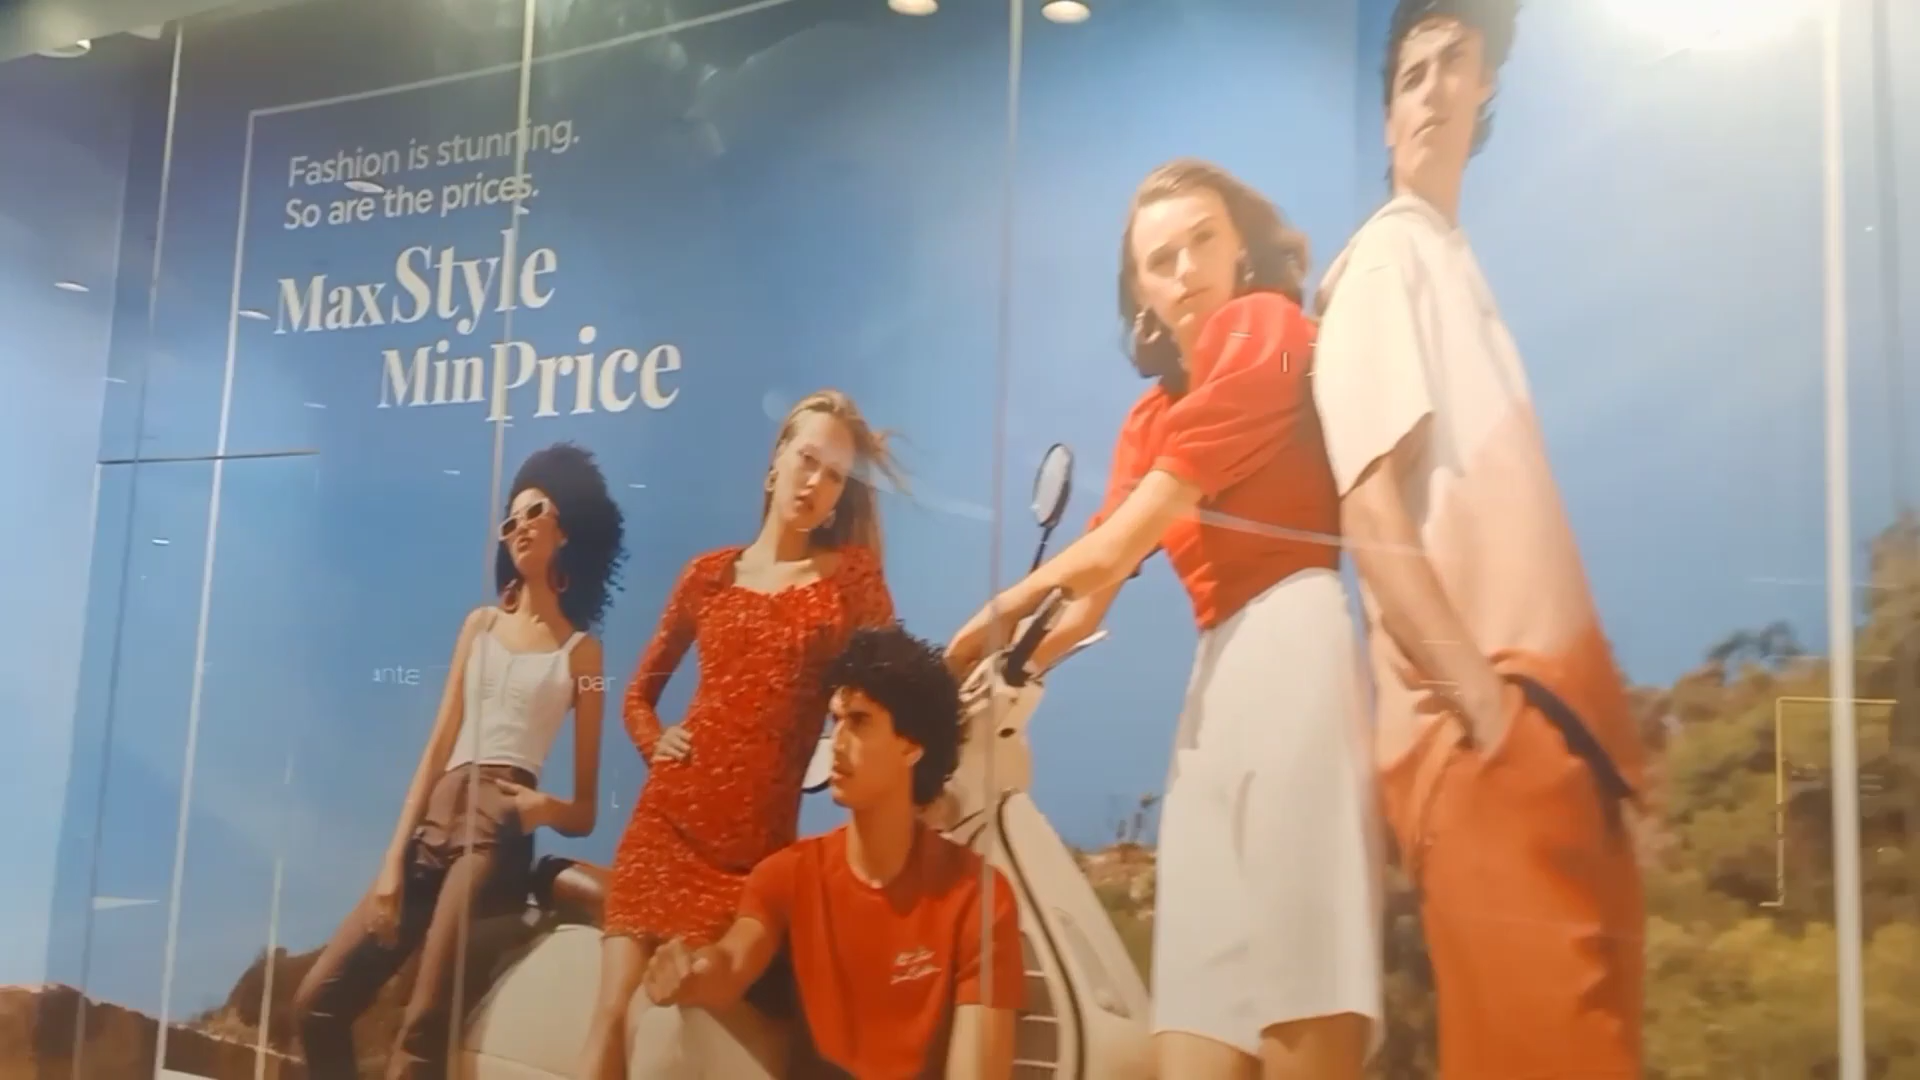 Fashion is stunning.
So are the prices.
Max Style
Min Price